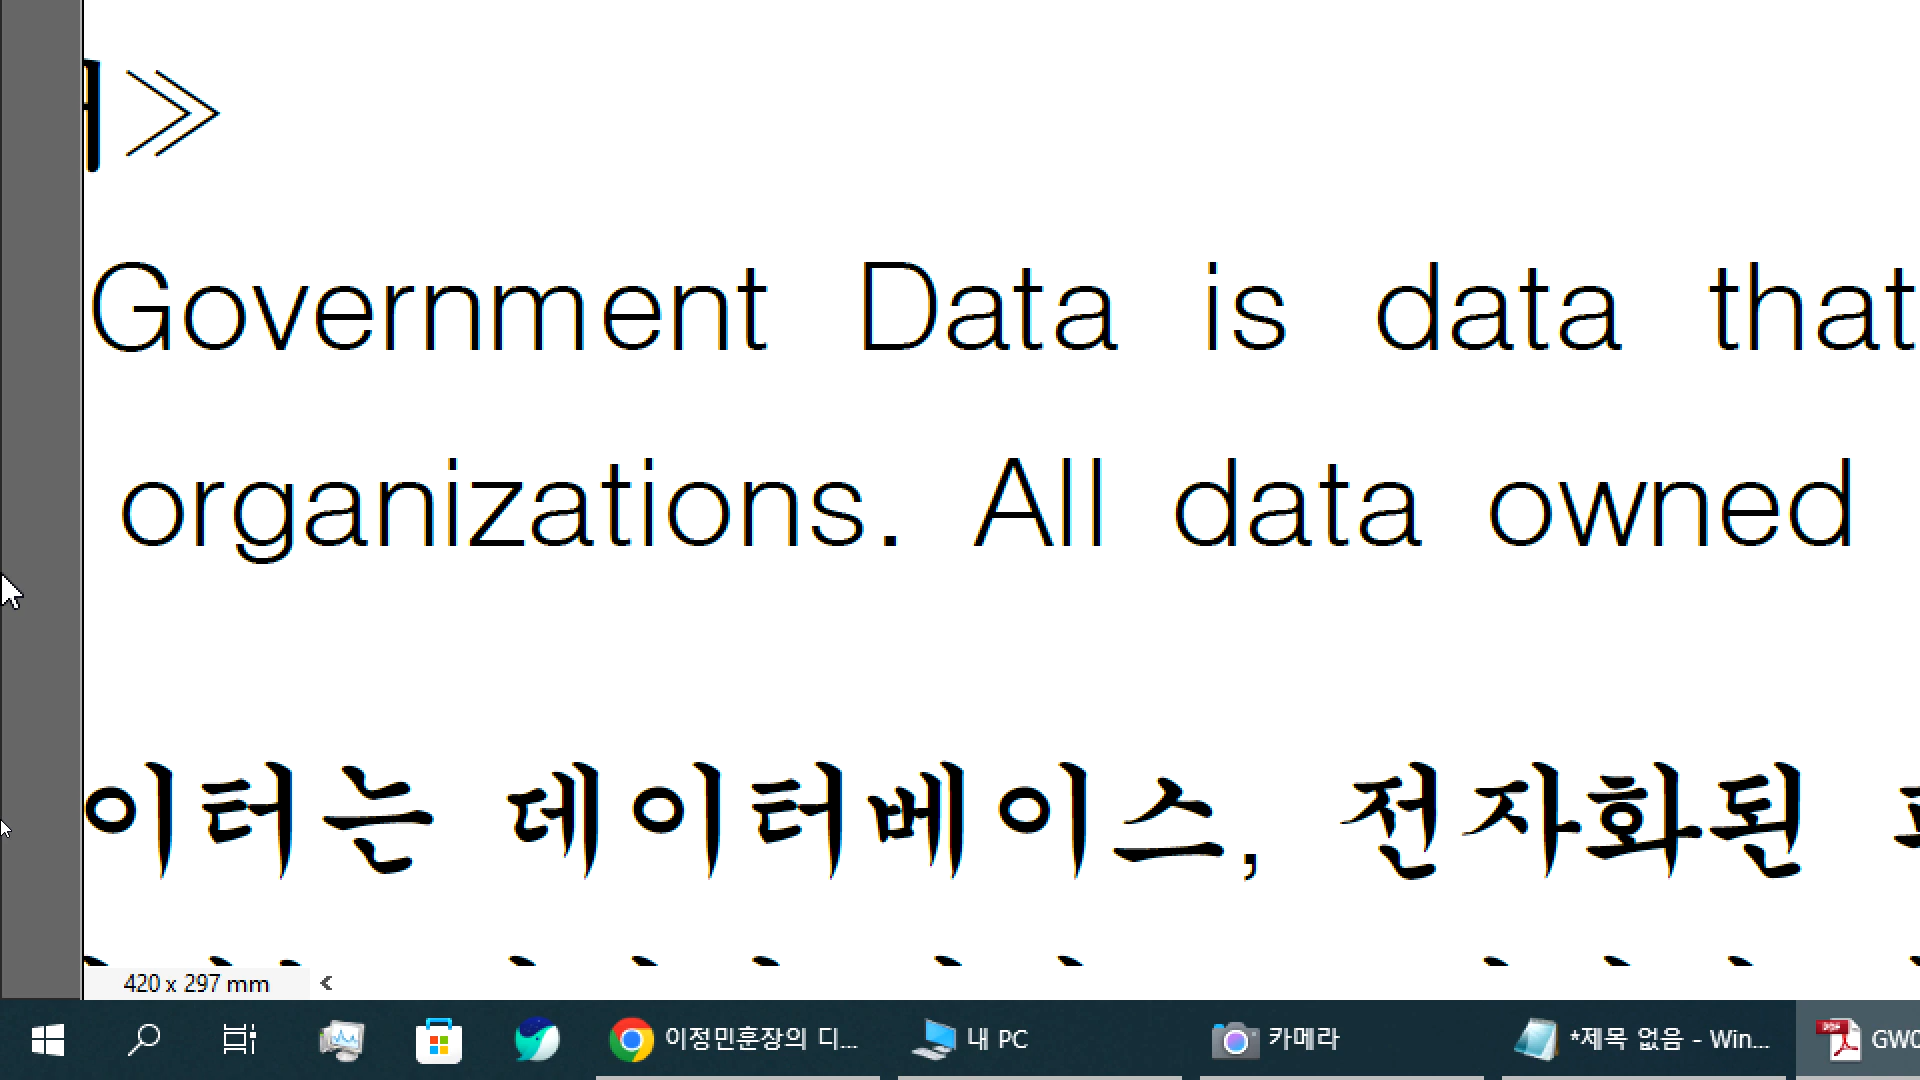 ≫
Government Data is data that
organizations. All data owned
이터는 데이터베이스, 전자화된
420 x 297 mm <
이정민훈장의 디... 내 PC 카메라 *제목 없음 - Win... GWC